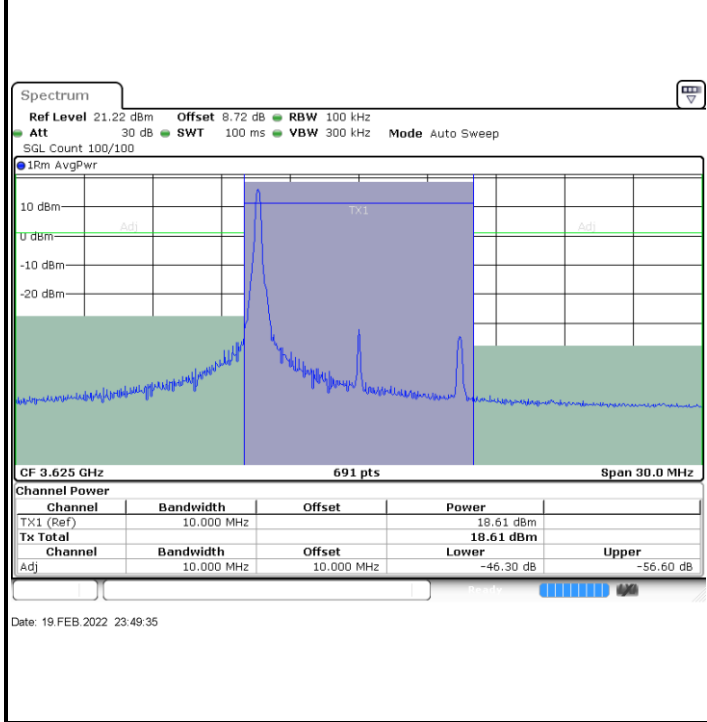 Spectrum
Ref Level 21.22 dBm Offset 8.72 dB RBW 100 kHz
Att 30 dB SWT 100 ms VBW 300 kHz Mode Auto Sweep
SGL Count 100/100
1Rm AvgPwr
10 dBm
TX1
Adj
Adj
0 dBm
-10 dBm
-20 dBm
CF 3.625 GHz 691 pts Span 30.0 MHz
Channel Power
Channel Bandwidth Offset Power
TX1 (Ref) 10.000 MHz 18.61 dBm
Tx Total 18.61 dBm
Channel Bandwidth Offset Lower Upper
Adj 10.000 MHz 10.000 MHz -46.30 dB -56.60 dB
Ready
Date: 19.FEB.2022 23:49:35